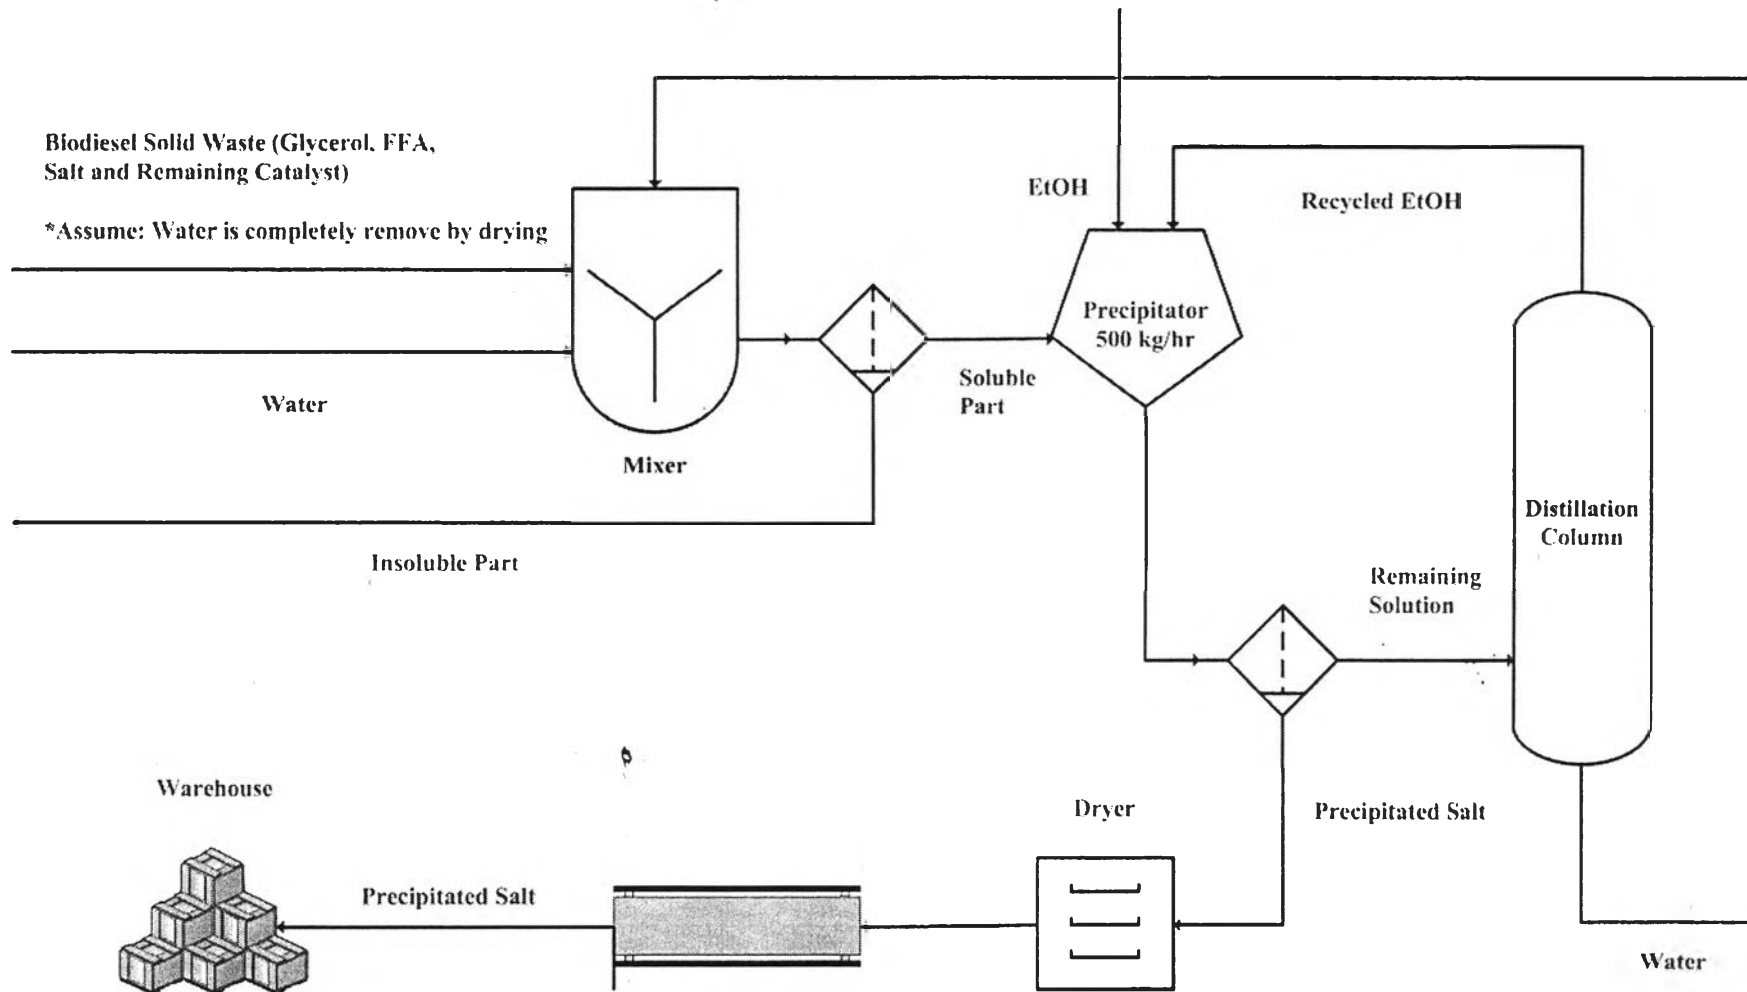 Biodiesel Solid Waste (Glycerol, FFA,
Salt and Remaining Catalyst)
*Assume: Water is completely remove by drying
Water
Mixer
Insoluble Part
Soluble
Part
EtOH
Recycled EtOH
Precipitator
500 kg/hr
Distillation
Column
Remaining
Solution
Precipitated Salt
Dryer
Warehouse
Precipitated Salt
Water